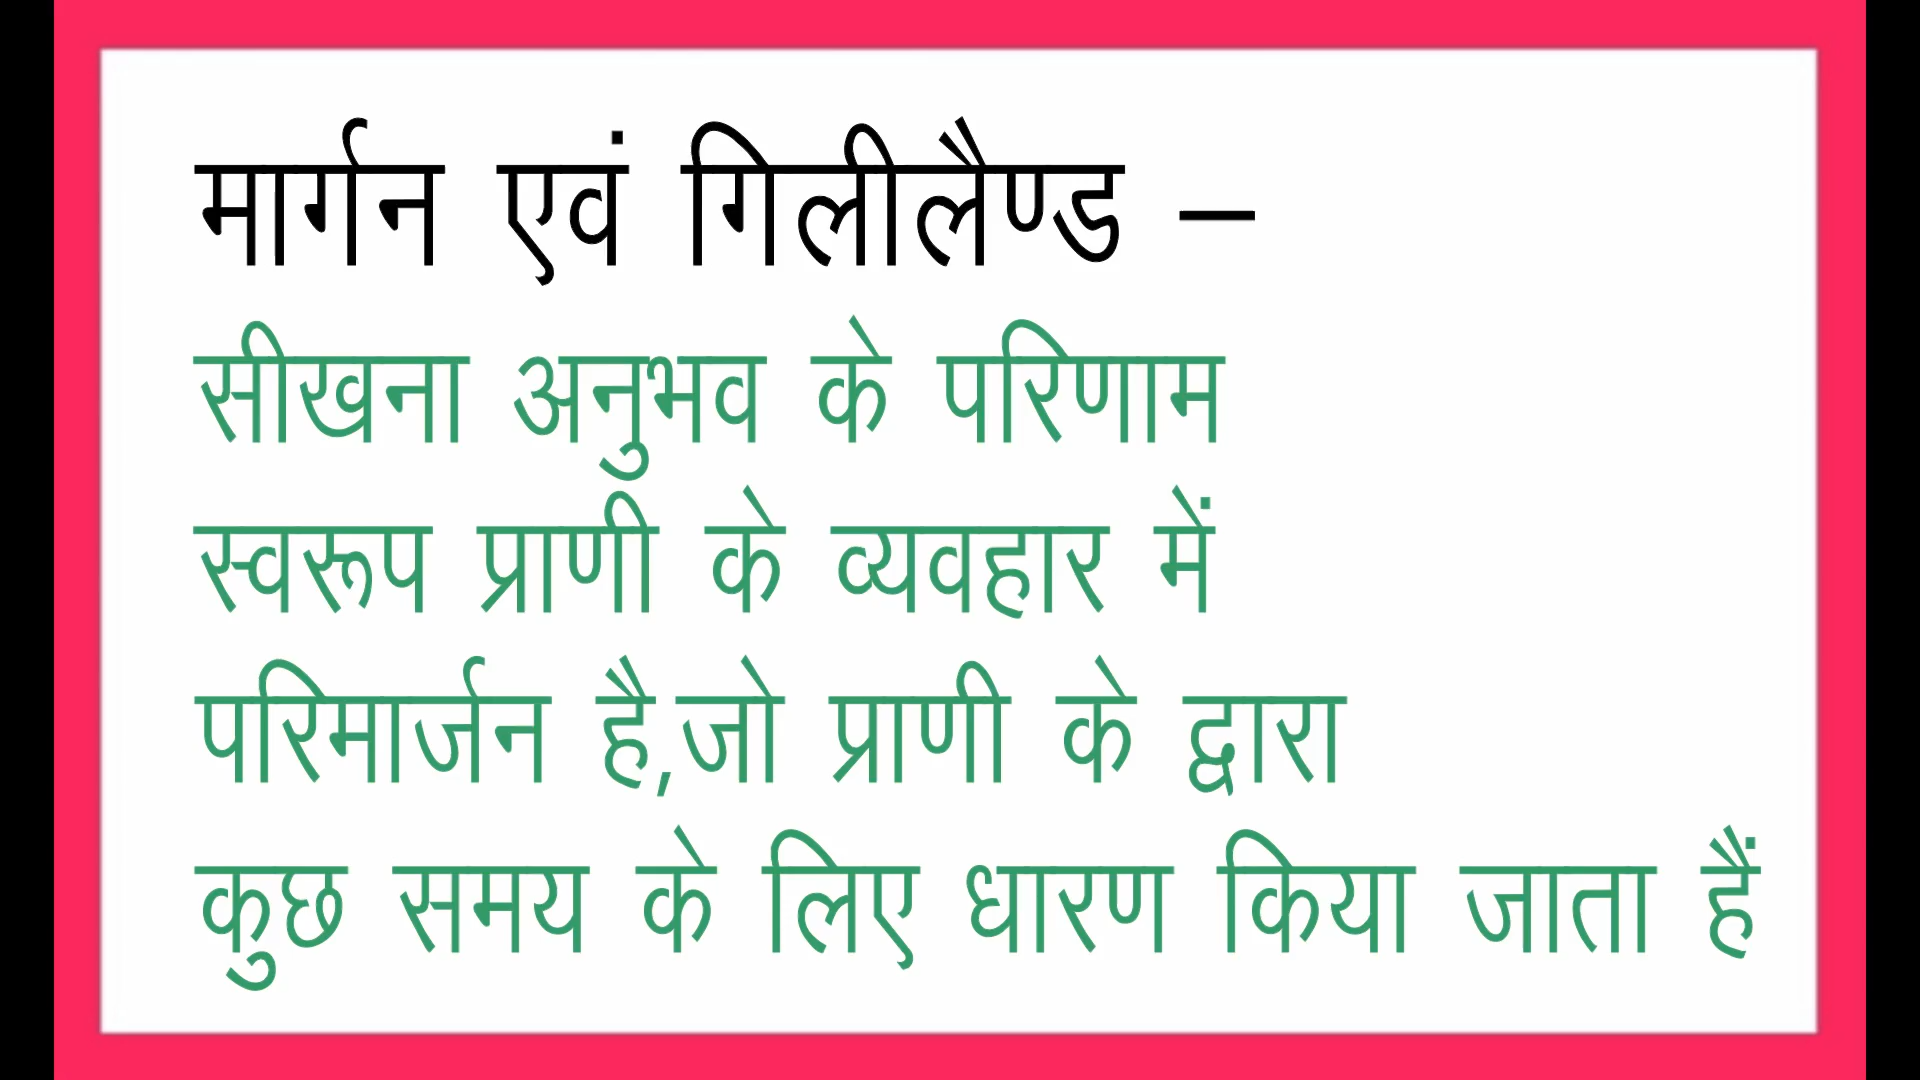 मार्गन एवं गिलीलैण्ड –
सीखना अनुभव के परिणाम
स्वरूप प्राणी के व्यवहार में
परिमार्जन है,जो प्राणी के द्वारा
कुछ समय के लिए धारण किया जाता हैं